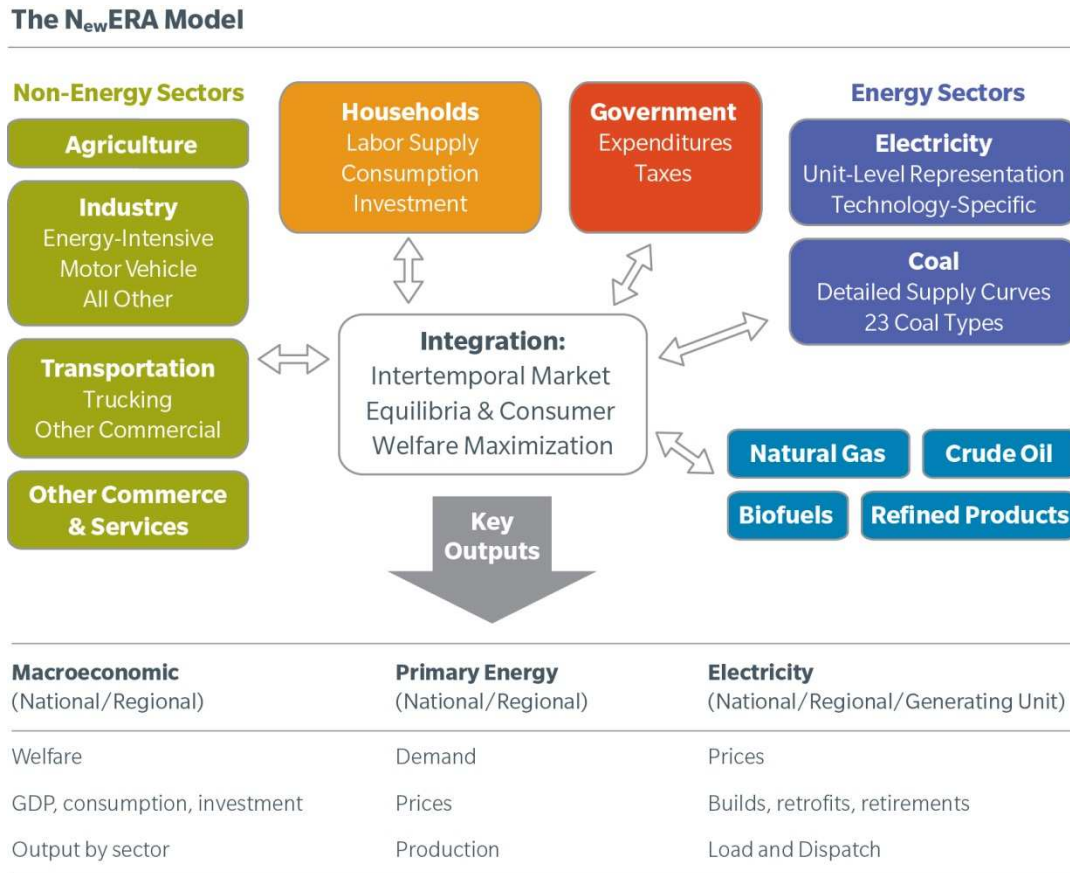 The NewERA Model
Non-Energy Sectors
Agriculture
Industry
Energy-Intensive
Motor Vehicle
All Other
Transportation
Trucking
Other Commercial
Other Commerce
& Services
Households
Labor Supply
Consumption
Investment
Government
Expenditures
Taxes
Energy Sectors
Electricity
Unit-Level Representation
Technology-Specific
Coal
Detailed Supply Curves
23 Coal Types
Integration:
Intertemporal Market
Equilibria & Consumer
Welfare Maximization
Natural Gas
Crude Oil
Biofuels
Refined Products
Key
Outputs
Macroeconomic
(National/Regional)
Primary Energy
(National/Regional)
Electricity
(National/Regional/Generating Unit)
Welfare
Demand
Prices
GDP, consumption, investment
Prices
Builds, retrofits, retirements
Output by sector
Production
Load and Dispatch